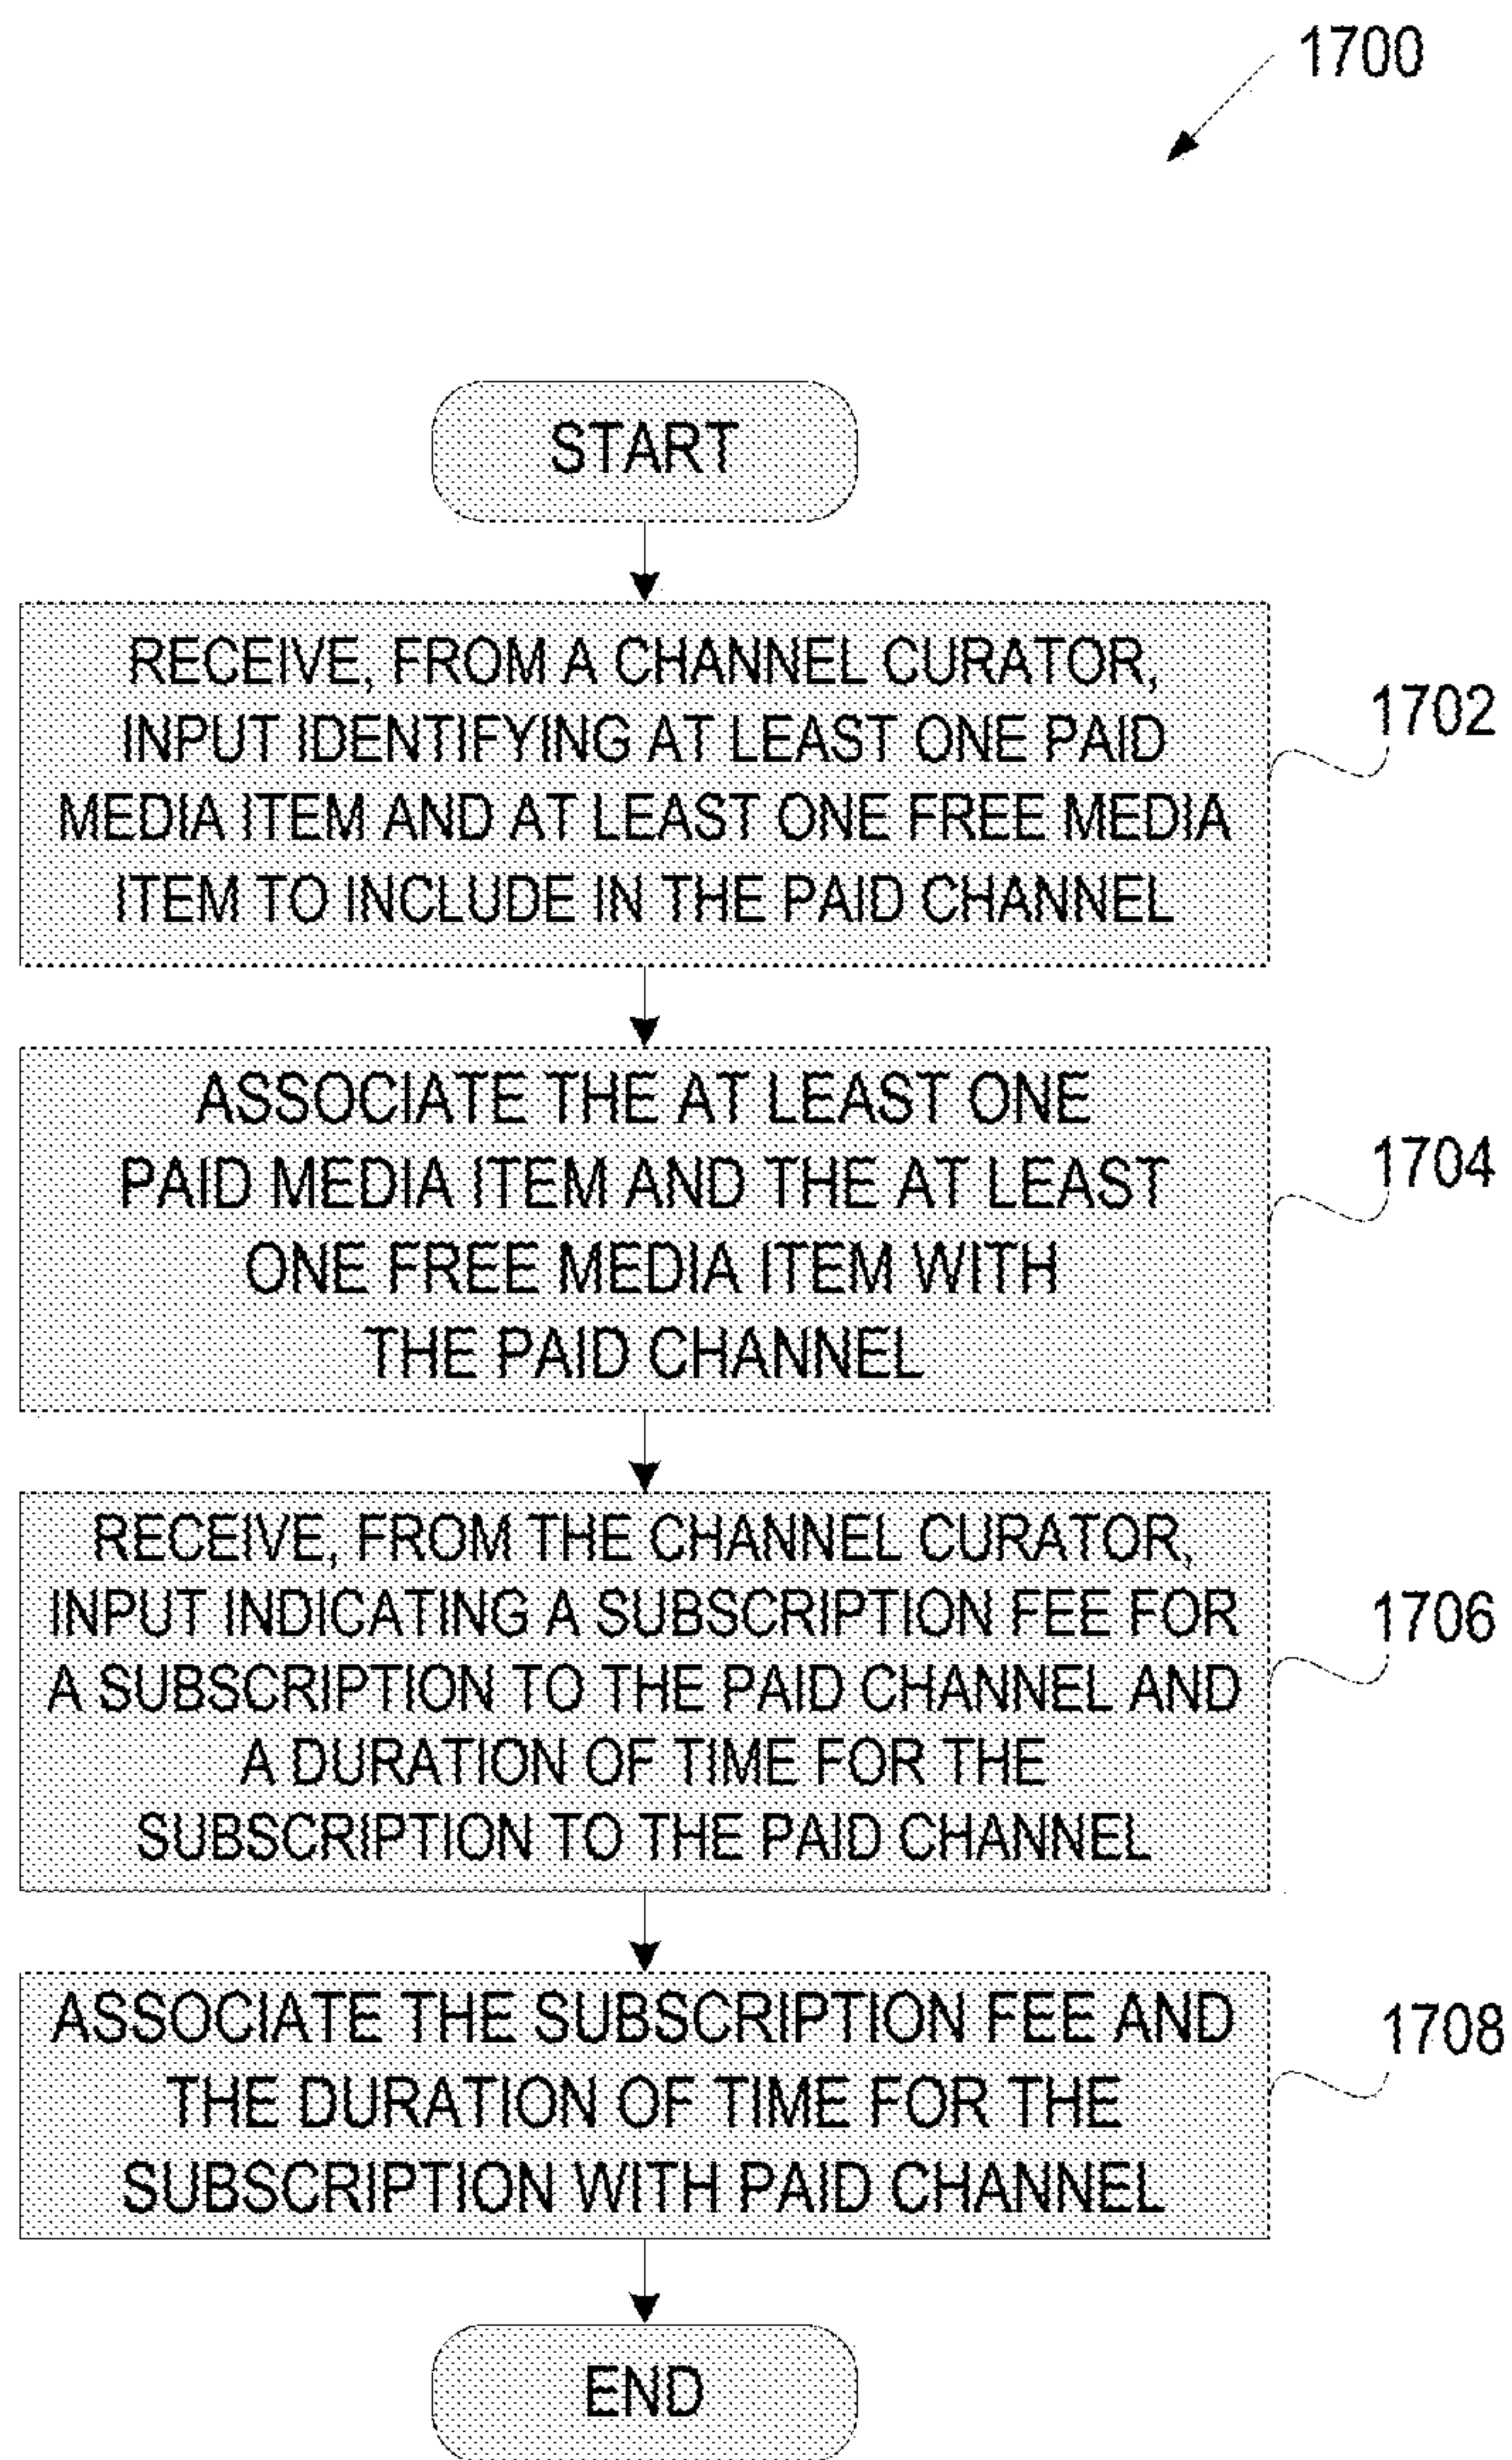 1700
START
RECEIVE, FROM A CHANNEL CURATOR,
INPUT IDENTIFYING AT LEAST ONE PAID
MEDIA ITEM AND AT LEAST ONE FREE MEDIA
ITEM TO INCLUDE IN THE PAID CHANNEL
1702
ASSOCIATE THE AT LEAST ONE
PAID MEDIA ITEM AND THE AT LEAST
ONE FREE MEDIA ITEM WITH
THE PAID CHANNEL
1704
RECEIVE, FROM THE CHANNEL CURATOR,
INPUT INDICATING A SUBSCRIPTION FEE FOR
A SUBSCRIPTION TO THE PAID CHANNEL AND
A DURATION OF TIME FOR THE
SUBSCRIPTION TO THE PAID CHANNEL
1706
ASSOCIATE THE SUBSCRIPTION FEE AND
THE DURATION OF TIME FOR THE
SUBSCRIPTION WITH PAID CHANNEL
1708
END